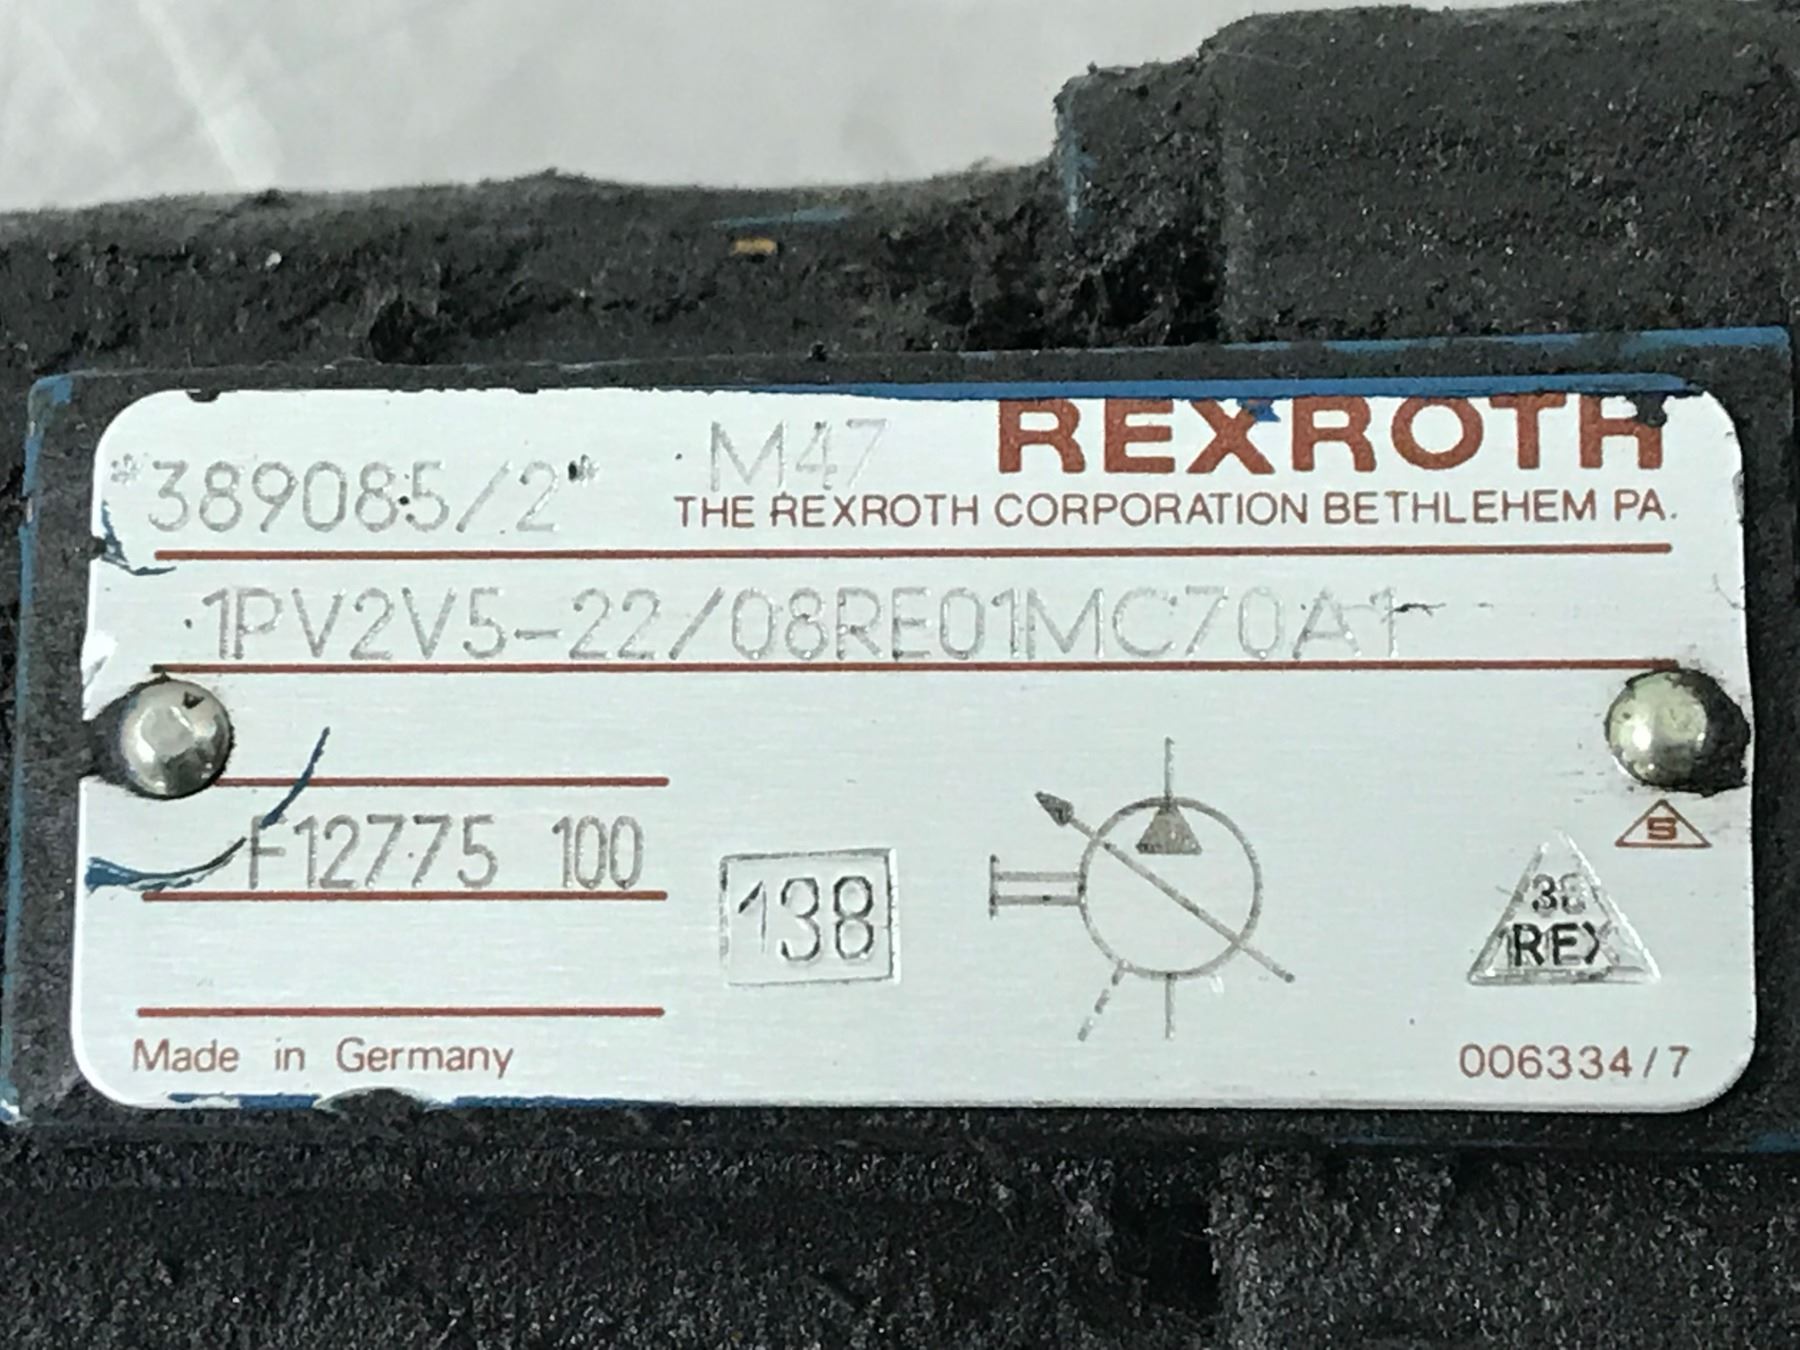 *389085/2* M47 REXROTH
THE REXROTH CORPORATION BETHLEHEM PA.
1PV2V5-22/08RE01MC70A1
F12775 100
138
S
38
REX
Made in Germany
006334/7